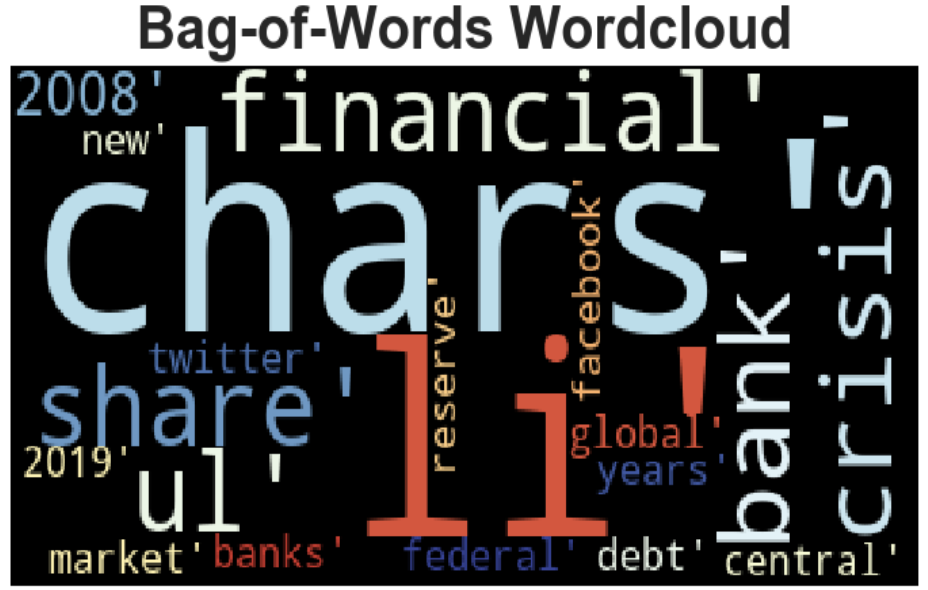 Bag-of-Words Wordcloud
2008'
financial'
new'
chars'
crisis'
facebook'
bank'
reserve'
twitter'
li'
share'
global'
2019'
ul'
years'
market'
banks'
federal'
debt'
central'